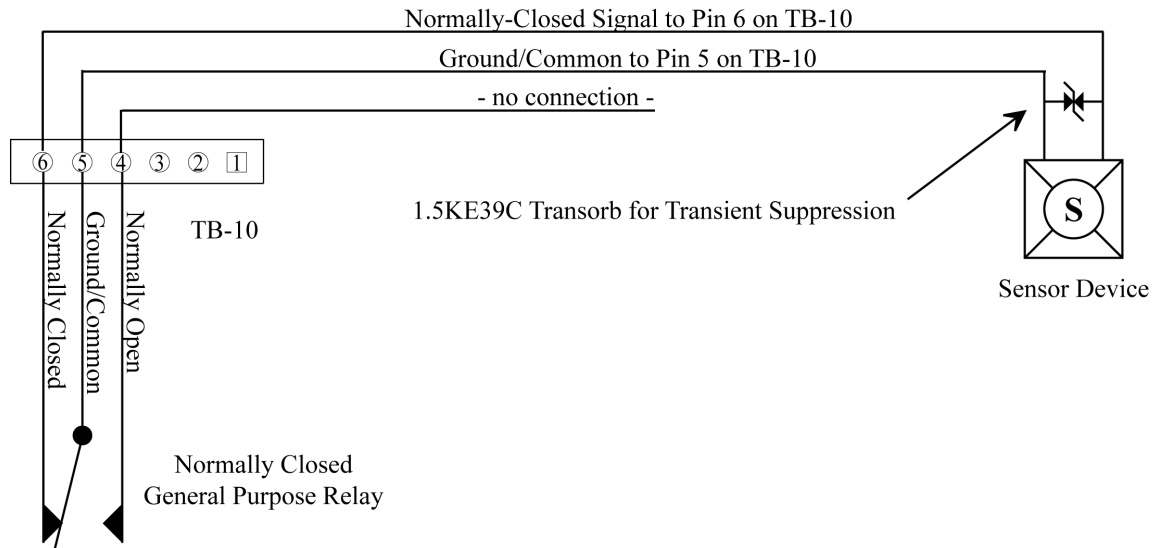 Normally-Closed Signal to Pin 6 on TB-10
Ground/Common to Pin 5 on TB-10
- no connection -
6 5 4 3 2 1
TB-10
Normally Closed
Ground/Common
Normally Open
1.5KE39C Transorb for Transient Suppression
S
Sensor Device
Normally Closed
General Purpose Relay